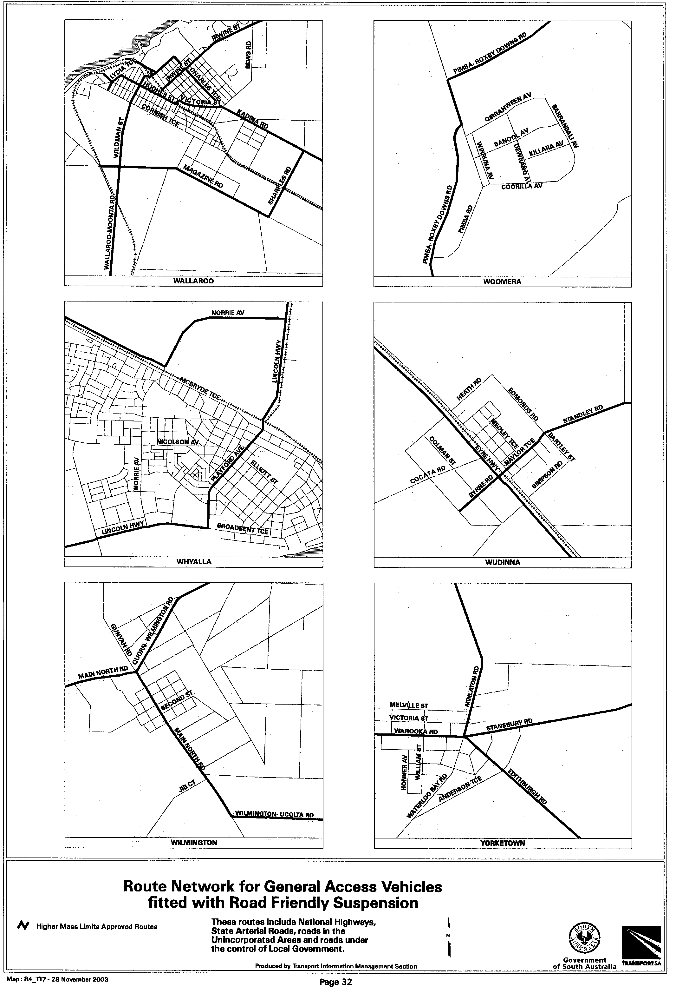 IRWINE ST
BEWS RD
LYDIA TCE
IRWINE ST
CHARLES TCE
HUGHES ST
VICTORIA ST
CORNISH TCE
KADINA RD
WILDMAN ST
MAGAZINE RD
SHARPLES RD
WALLAROO-MOONTA RD
WALLAROO
PIMBA- ROXBY DOWNS RD
GIRRAHWEEN AV
BARRANBALI AV
BANOOL AV
KILLARA AV
WIRRUNA AV
DEWRANG AV
COORILLA AV
PIMBA- ROXBY DOWNS RD
PIMBA RD
WOOMERA
NORRIE AV
LINCOLN HWY
MCBRYDE TCE
NICOLSON AV
PLAYFORD AVE
ELLIOTT ST
NORRIE AV
LINCOLN HWY
BROADBENT TCE
WHYALLA
HEATH RD
EDMONDS RD
STANDLEY RD
MEDLEY TCE
COLMAN ST
EYRE HWY
NAYLOR TCE
BARTLEY ST
COCATA RD
BYRNE RD
SIMPSON RD
WUDINNA
QUORN- WILMINGTON RD
GUNYAH RD
MAIN NORTH RD
SECOND ST
MAIN NORTH RD
JIB CT
WILMINGTON- UCOLTA RD
WILMINGTON
MINLATON RD
MELVILLE ST
VICTORIA ST
WAROOKA RD
STANSBURY RD
HONNER AV
WILLIAM ST
WATERLOO BAY RD
ANDERSON TCE
EDITHBURGH RD
YORKETOWN
Route Network for General Access Vehicles
fitted with Road Friendly Suspension
Higher Mass Limits Approved Routes
These routes include National Highways,
State Arterial Roads, roads in the
Unincorporated Areas and roads under
the control of Local Government.
N
Produced by Transport Information Management Section
SOUTH AUSTRALIA
Government
of South Australia
TRANSPORT SA
Map : R4_T17 - 28 November 2003
Page 32